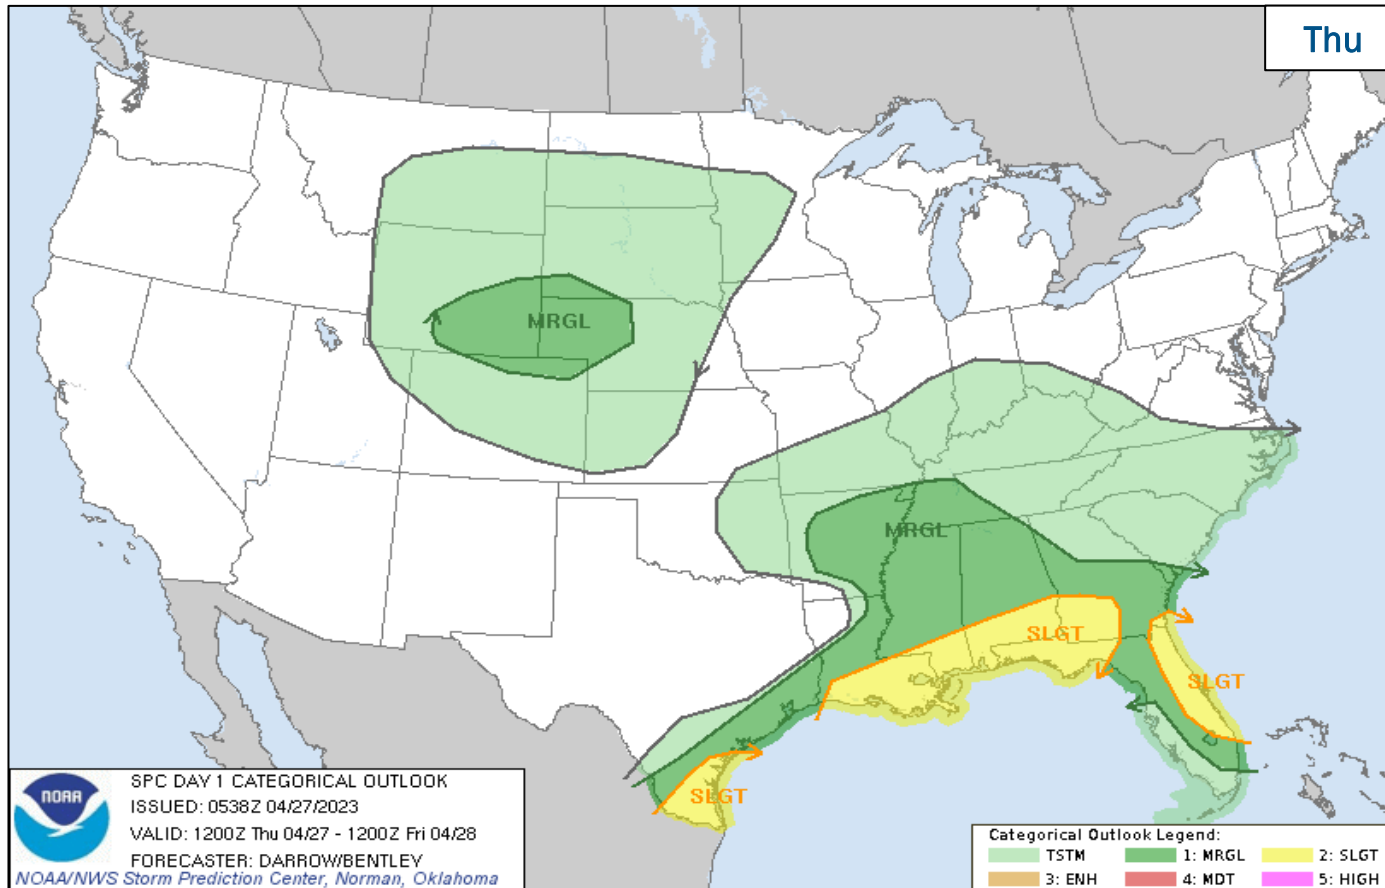 Thu
MRGL
MRGL
SLGT
SLGT
SLGT
NOAA
SPC DAY 1 CATEGORICAL OUTLOOK
ISSUED: 0538Z 04/27/2023
VALID: 1200Z Thu 04/27 - 1200Z Fri 04/28
FORECASTER: DARROW/BENTLEY
NOAA/NWS Storm Prediction Center, Norman, Oklahoma
Categorical Outlook Legend:
TSTM 1: MRGL 2: SLGT
3: ENH 4: MDT 5: HIGH